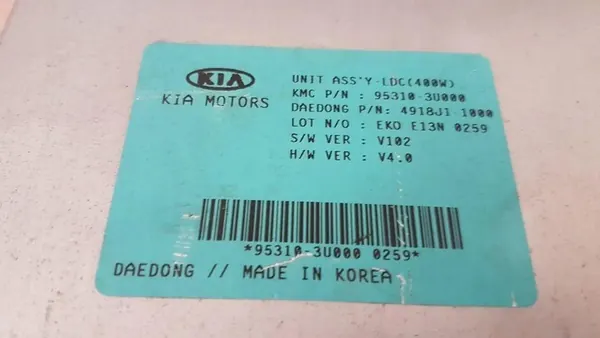 KIA
KIA MOTORS
UNIT ASS'Y-LDC(400W)
KMC P/N : 95310-3U000
DAEDONG P/N: 4918J1-1000
LOT N/O : EKO E13N 0259
S/W VER : V102
H/W VER : V4.0
*95310-3U000 0259*
DAEDONG // MADE IN KOREA